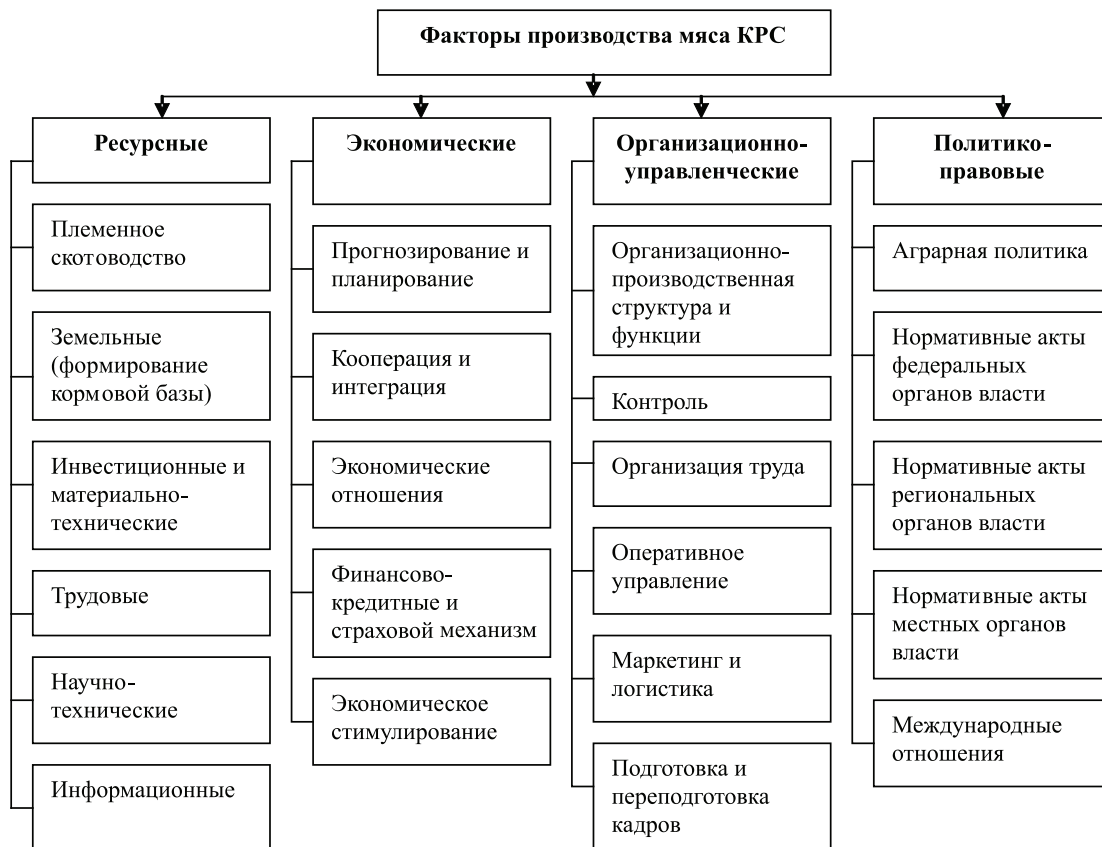 Факторы производства мяса КРС
Ресурсные
Племенное
скотоводство
Земельные
(формирование
кормовой базы)
Инвестиционные и
материально-
технические
Трудовые
Научно-
технические
Информационные
Экономические
Прогнозирование и
планирование
Кооперация и
интеграция
Экономические
отношения
Финансово-
кредитные и
страховой механизм
Экономическое
стимулирование
Организационно-
управленческие
Организационно-
производственная
структура и
функции
Контроль
Организация труда
Оперативное
управление
Маркетинг и
логистика
Подготовка и
переподготовка
кадров
Политико-
правовые
Аграрная политика
Нормативные акты
федеральных
органов власти
Нормативные акты
региональных
органов власти
Нормативные акты
местных органов
власти
Международные
отношения